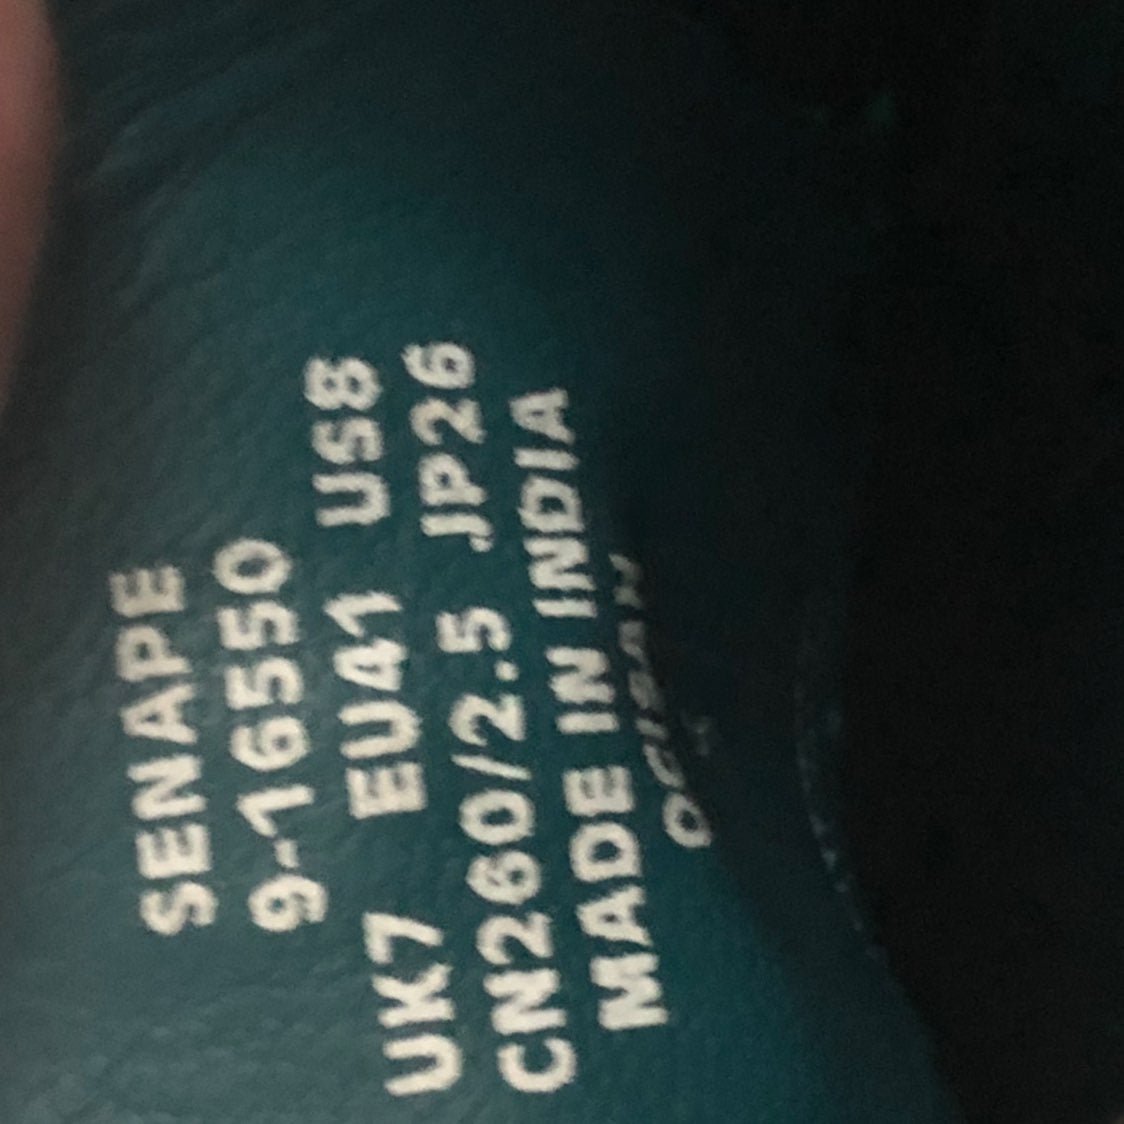 SENAPE
9-16550
UK7 EU41 US8
CN260/2.5 JP26
MADE IN INDIA